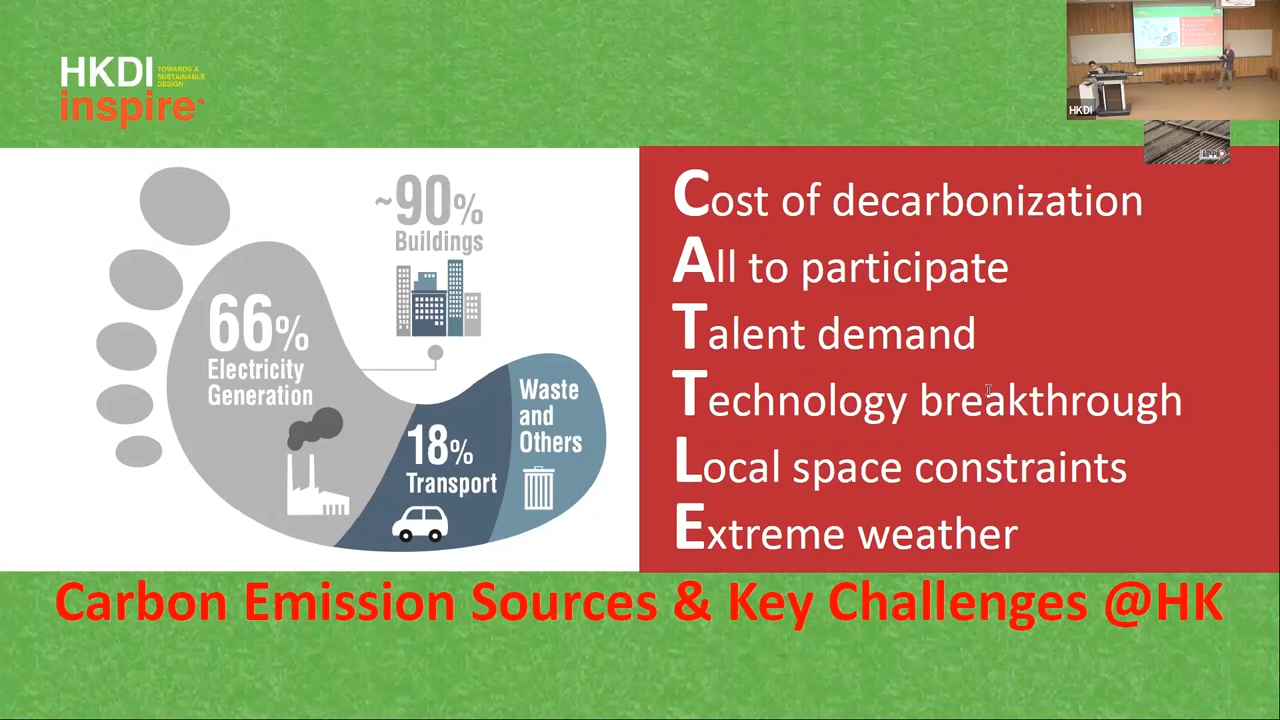 HKDI
TOWARDS A
SUSTAINABLE
DESIGN
inspire
HKDI
~90%
Buildings
66%
Electricity
Generation
18%
Transport
Waste
and
Others
Cost of decarbonization
All to participate
Talent demand
Technology breakthrough
Local space constraints
Extreme weather
Carbon Emission Sources & Key Challenges @HK